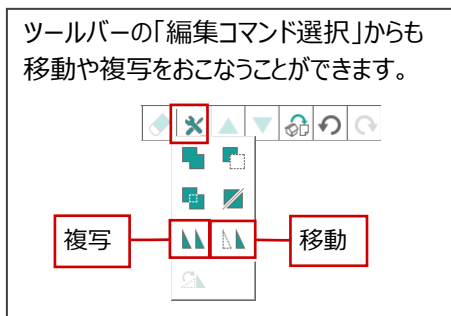 ツールバーの「編集コマンド選択」からも
移動や複写をおこなうことができます。
複写
移動